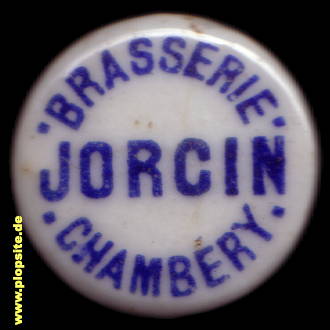 ·BRASSERIE·
JORCIN
·CHAMBERY·
www.plopsite.de